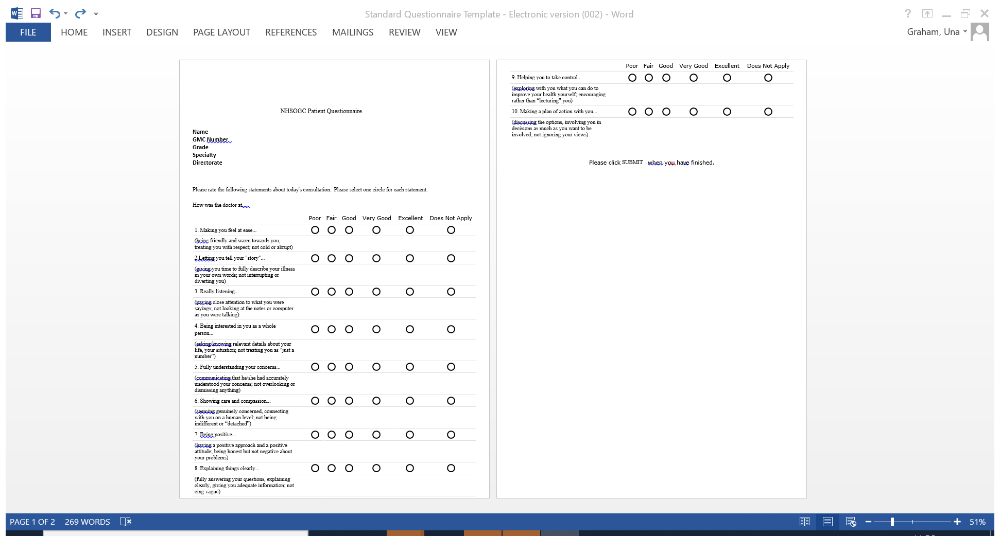 Standard Questionnaire Template - Electronic version (002) - Word
FILE HOME INSERT DESIGN PAGE LAYOUT REFERENCES MAILINGS REVIEW VIEW
Graham, Una
NHSGGC Patient Questionnaire
Name
GMC Number
Grade
Specialty
Directorate
Please rate the following statements about today's consultation. Please select one circle for each statement.
How was the doctor at....
Poor Fair Good Very Good Excellent Does Not Apply
1. Making you feel at ease...
(being friendly and warm towards you,
treating you with respect; not cold or abrupt)
2.Letting you tell your "story"...
(giving you time to fully describe your illness
in your own words; not interrupting or
diverting you)
3. Really listening...
(paying close attention to what you were
sayings; not looking at the notes or computer
as you were talking)
4. Being interested in you as a whole
person...
(asking/knowing relevant details about your
life, your situation; not treating you as “just a
number”)
5. Fully understanding your concerns...
(communicating that he/she had accurately
understood your concerns; not overlooking or
dismissing anything)
6. Showing care and compassion...
(seeming genuinely concerned, connecting
with you on a human level; not being
indifferent or “detached”)
7. Being positive...
(having a positive approach and a positive
attitude; being honest but not negative about
your problems)
8. Explaining things clearly...
(fully answering your questions, explaining
clearly, giving you adequate information; not
eing vague)
Poor Fair Good Very Good Excellent Does Not Apply
9. Helping you to take control...
(exploring with you what you can do to
improve your health yourself; encouraging
rather than “lecturing” you)
10. Making a plan of action with you...
(discussing the options, involving you in
decisions as much as you want to be
involved; not ignoring your views)
Please click SUBMIT when you have finished.
PAGE 1 OF 2 269 WORDS
51%